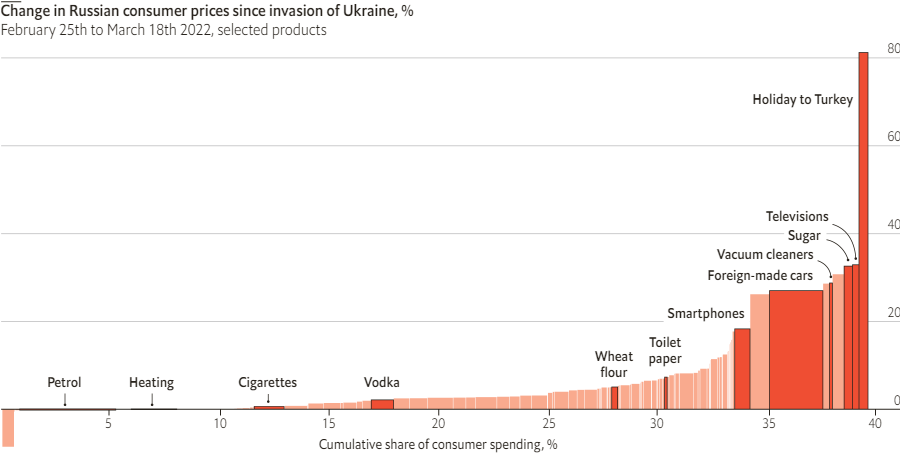 Change in Russian consumer prices since invasion of Ukraine, %
February 25th to March 18th 2022, selected products
80
Holiday to Turkey
60
Televisions
40
Sugar
Vacuum cleaners
Foreign-made cars
Smartphones
20
Toilet
paper
Wheat
flour
Petrol
Heating
Cigarettes
Vodka
0
5
10
15
20
25
30
35
40
Cumulative share of consumer spending, %